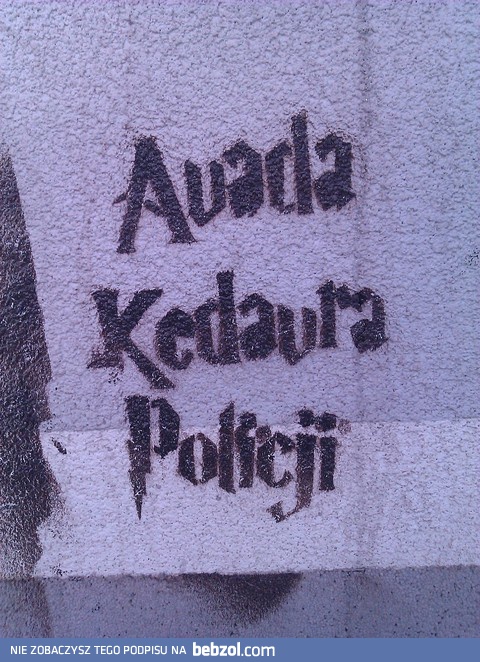 Avada
Kedavra
Policji
NIE ZOBACZYSZ TEGO PODPISU NA bebzol.com